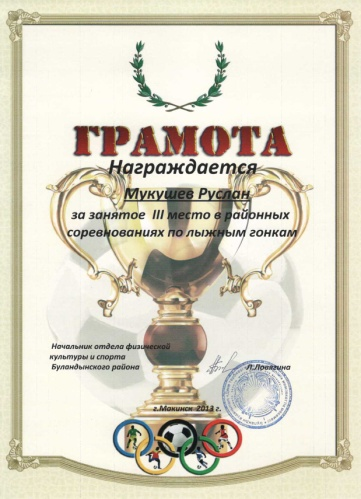 ГРАМОТА
Награждается
Мукушев Руслан
за занятое III место в районных
соревнованиях по лыжным гонкам
Начальник отдела физической
культуры и спорта
Буландынского района Л.Ловягина
г.Макинск 2013 г.